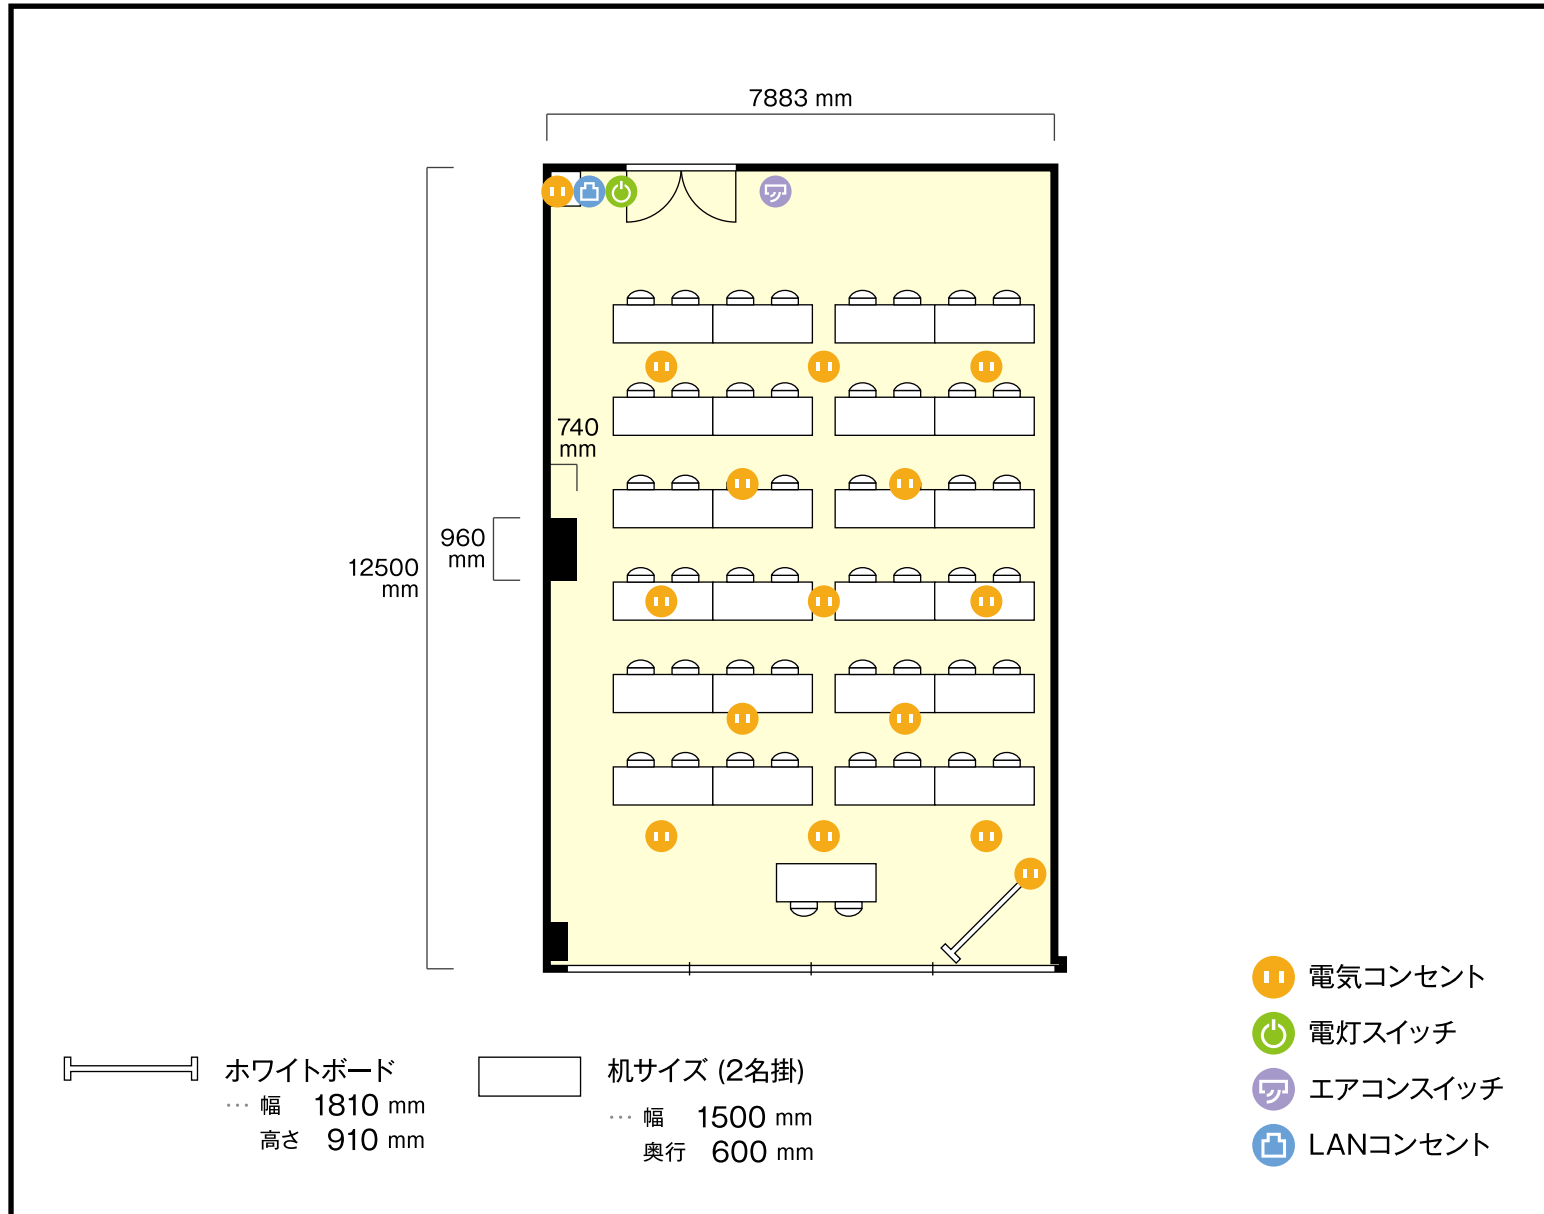 7883 mm
740
mm
960
mm
12500
mm
ホワイトボード
… 幅 1810 mm
高さ 910 mm
机サイズ (2名掛)
… 幅 1500 mm
奥行 600 mm
電気コンセント
電灯スイッチ
エアコンスイッチ
LANコンセント